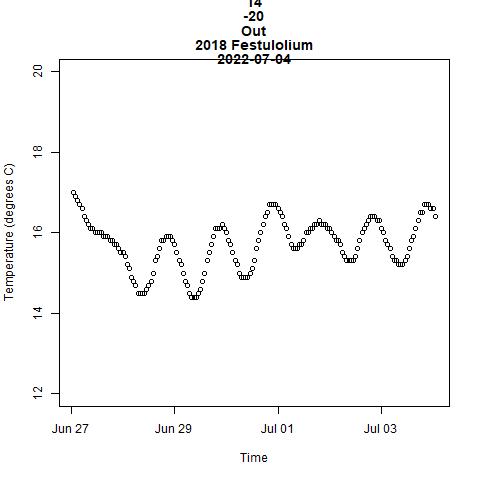 14
-20
Out
2018 Festulolium
2022-07-04
Temperature (degrees C)
20
18
16
14
12
Jun 27
Jun 29
Jul 01
Jul 03
Time